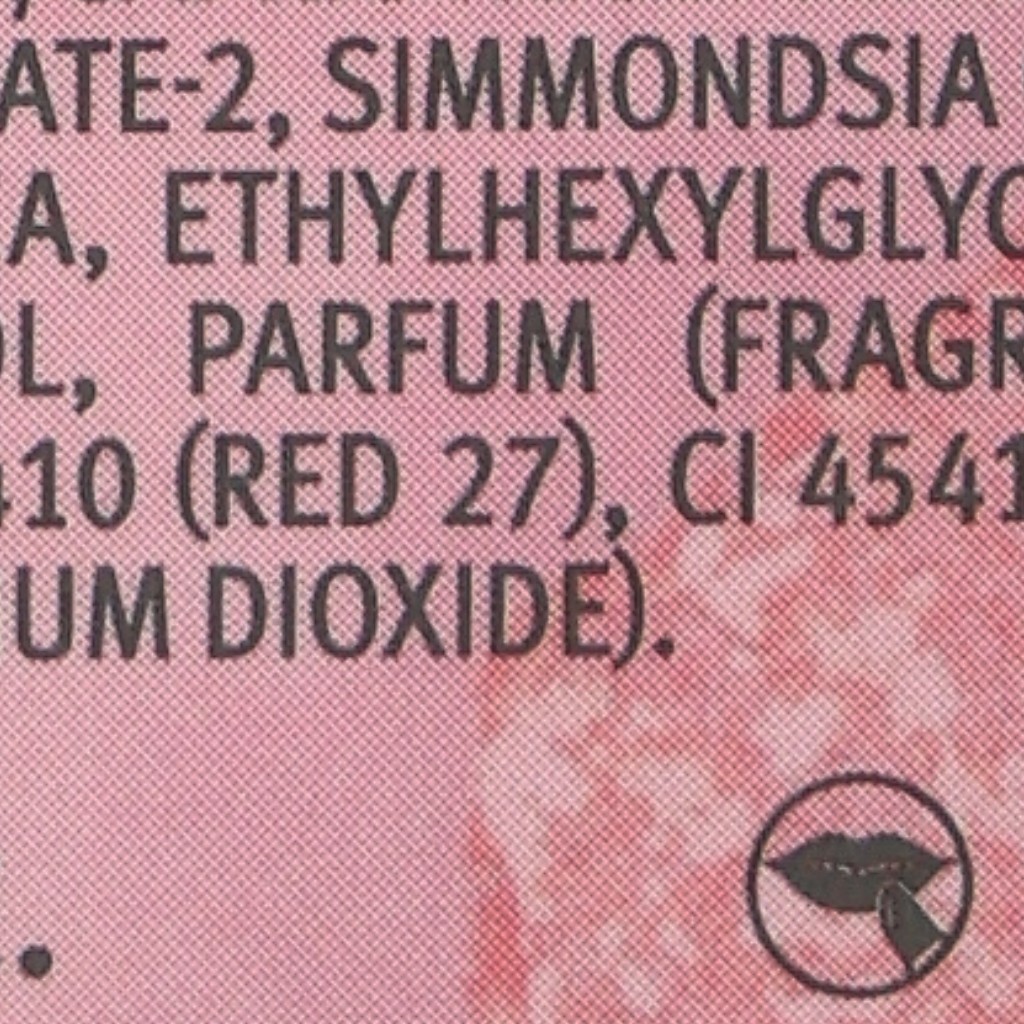 ATE-2, SIMMONDSIA
A, ETHYLHEXYLGLYC
OL, PARFUM (FRAGR
410 (RED 27), CI 4541
UM DIOXIDE).